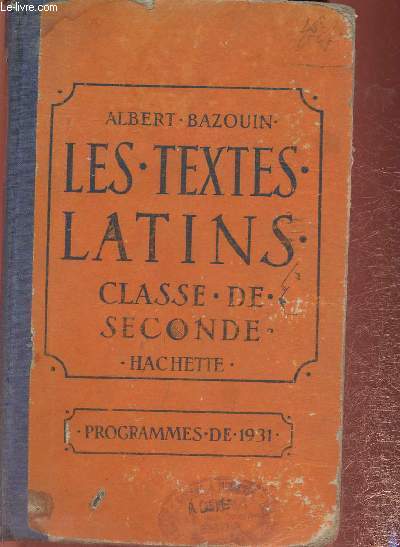 Le-livre.com
ALBERT·BAZOUIN·
LES·TEXTES·
LATINS·
CLASSE·DE·
SECONDE·
·HACHETTE·
·PROGRAMMES·DE·1931·